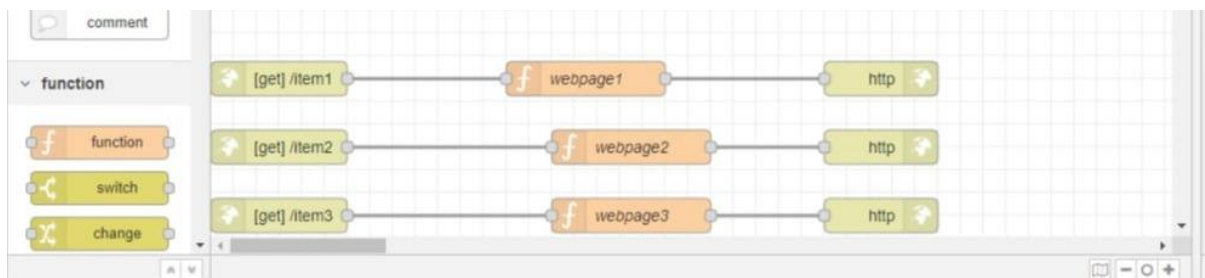 comment
function
function
switch
change
[get] /item1 webpage1 http
[get] /item2 webpage2 http
[get] /item3 webpage3 http